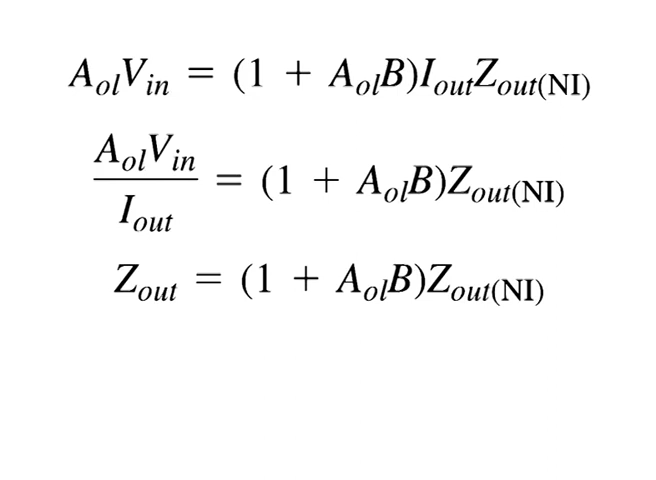 A_{ol}V_{in} = (1 + A_{ol}B)I_{out}Z_{out(NI)}
\frac{A_{ol}V_{in}}{I_{out}} = (1 + A_{ol}B)Z_{out(NI)}
Z_{out} = (1 + A_{ol}B)Z_{out(NI)}